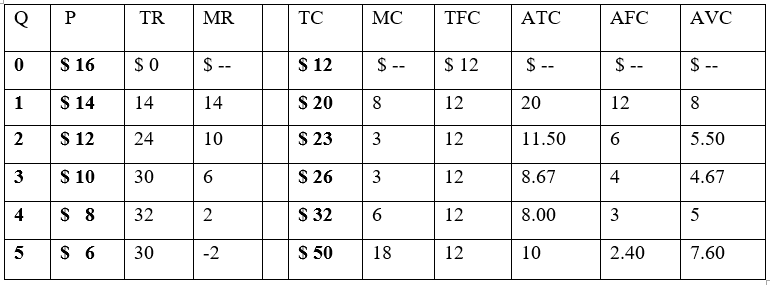 Q P TR MR TC MC TFC ATC AFC AVC
0 $ 16 $ 0 $ -- $ 12 $ -- $ 12 $ -- $ -- $ --
1 $ 14 14 14 $ 20 8 12 20 12 8
2 $ 12 24 10 $ 23 3 12 11.50 6 5.50
3 $ 10 30 6 $ 26 3 12 8.67 4 4.67
4 $ 8 32 2 $ 32 6 12 8.00 3 5
5 $ 6 30 -2 $ 50 18 12 10 2.40 7.60